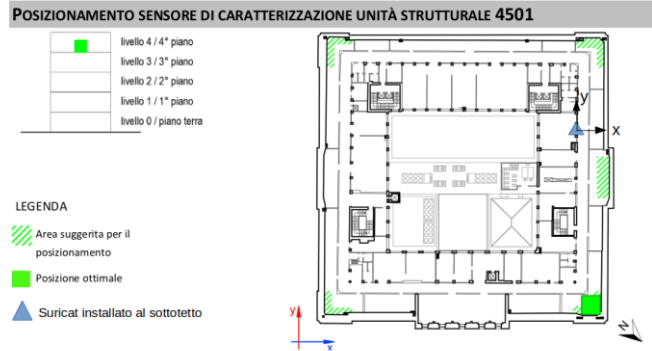 POSIZIONAMENTO SENSORE DI CARATTERIZZAZIONE UNITÀ STRUTTURALE 4501
livello 4 / 4° piano
livello 3 / 3° piano
livello 2 / 2° piano
livello 1 / 1° piano
livello 0 / piano terra
y
x
LEGENDA
Area suggerita per il
posizionamento
Posizione ottimale
Suricat installato al sottotetto
y
x
N